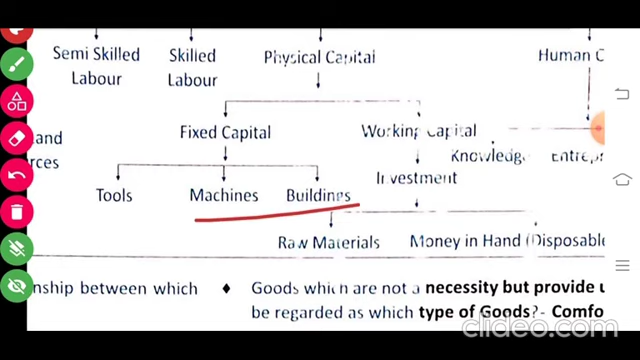 Semi Skilled Labour
Skilled Labour
Physical Capital
Human C
and
rces
Fixed Capital
Working Capital
Knowledge
Entrepr
Tools
Machines
Buildings
Investment
Raw Materials
Money in Hand (Disposable
nship between which
♦ Goods which are not a necessity but provide u
be regarded as which type of Goods?- Comfo
clideo.com